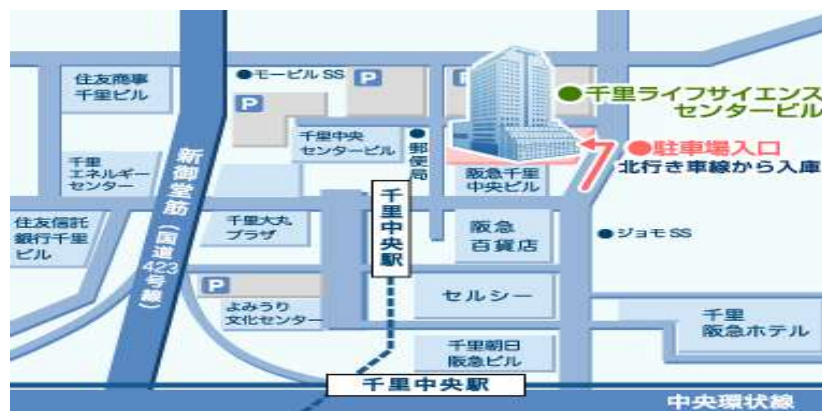 住友商事
千里ビル
●モービルSS
P
P
P
P
●千里ライフサイエンス
センタービル
千里中央
センタービル
●郵便局
●駐車場入口
北行き車線から入庫
千里
エネルギー
センター
新御堂筋(国道423号線)
阪急千里
中央ビル
千里中央駅
住友信託
銀行千里
ビル
千里大丸
プラザ
阪急
百貨店
●ジョモSS
P
よみうり
文化センター
セルシー
千里
阪急ホテル
千里朝日
阪急ビル
千里中央駅
中央環状線